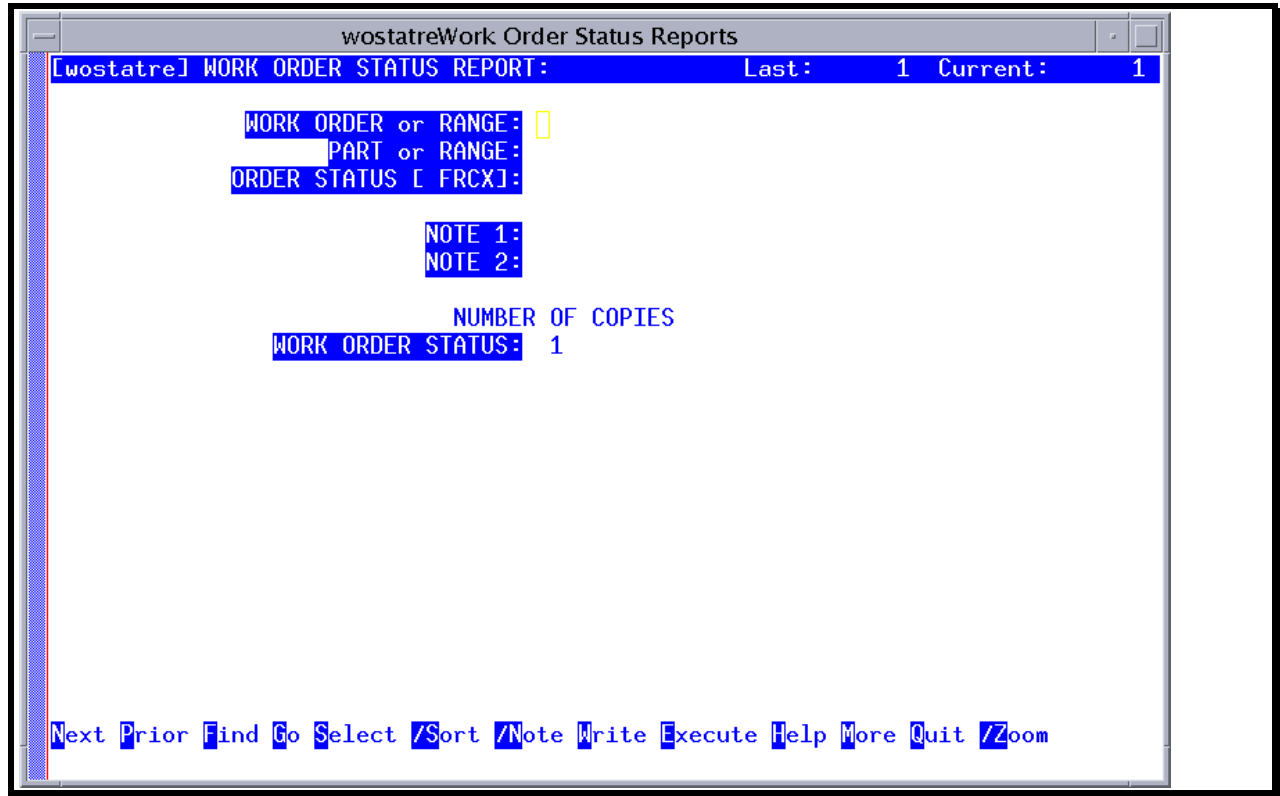 wostatreWork Order Status Reports
[wostatre] WORK ORDER STATUS REPORT: Last: 1 Current: 1
WORK ORDER or RANGE:
PART or RANGE:
ORDER STATUS [ FRCX]:
NOTE 1:
NOTE 2:
NUMBER OF COPIES
WORK ORDER STATUS: 1
Next Prior Find Go Select /Sort /Note Write Execute Help More Quit /Zoom